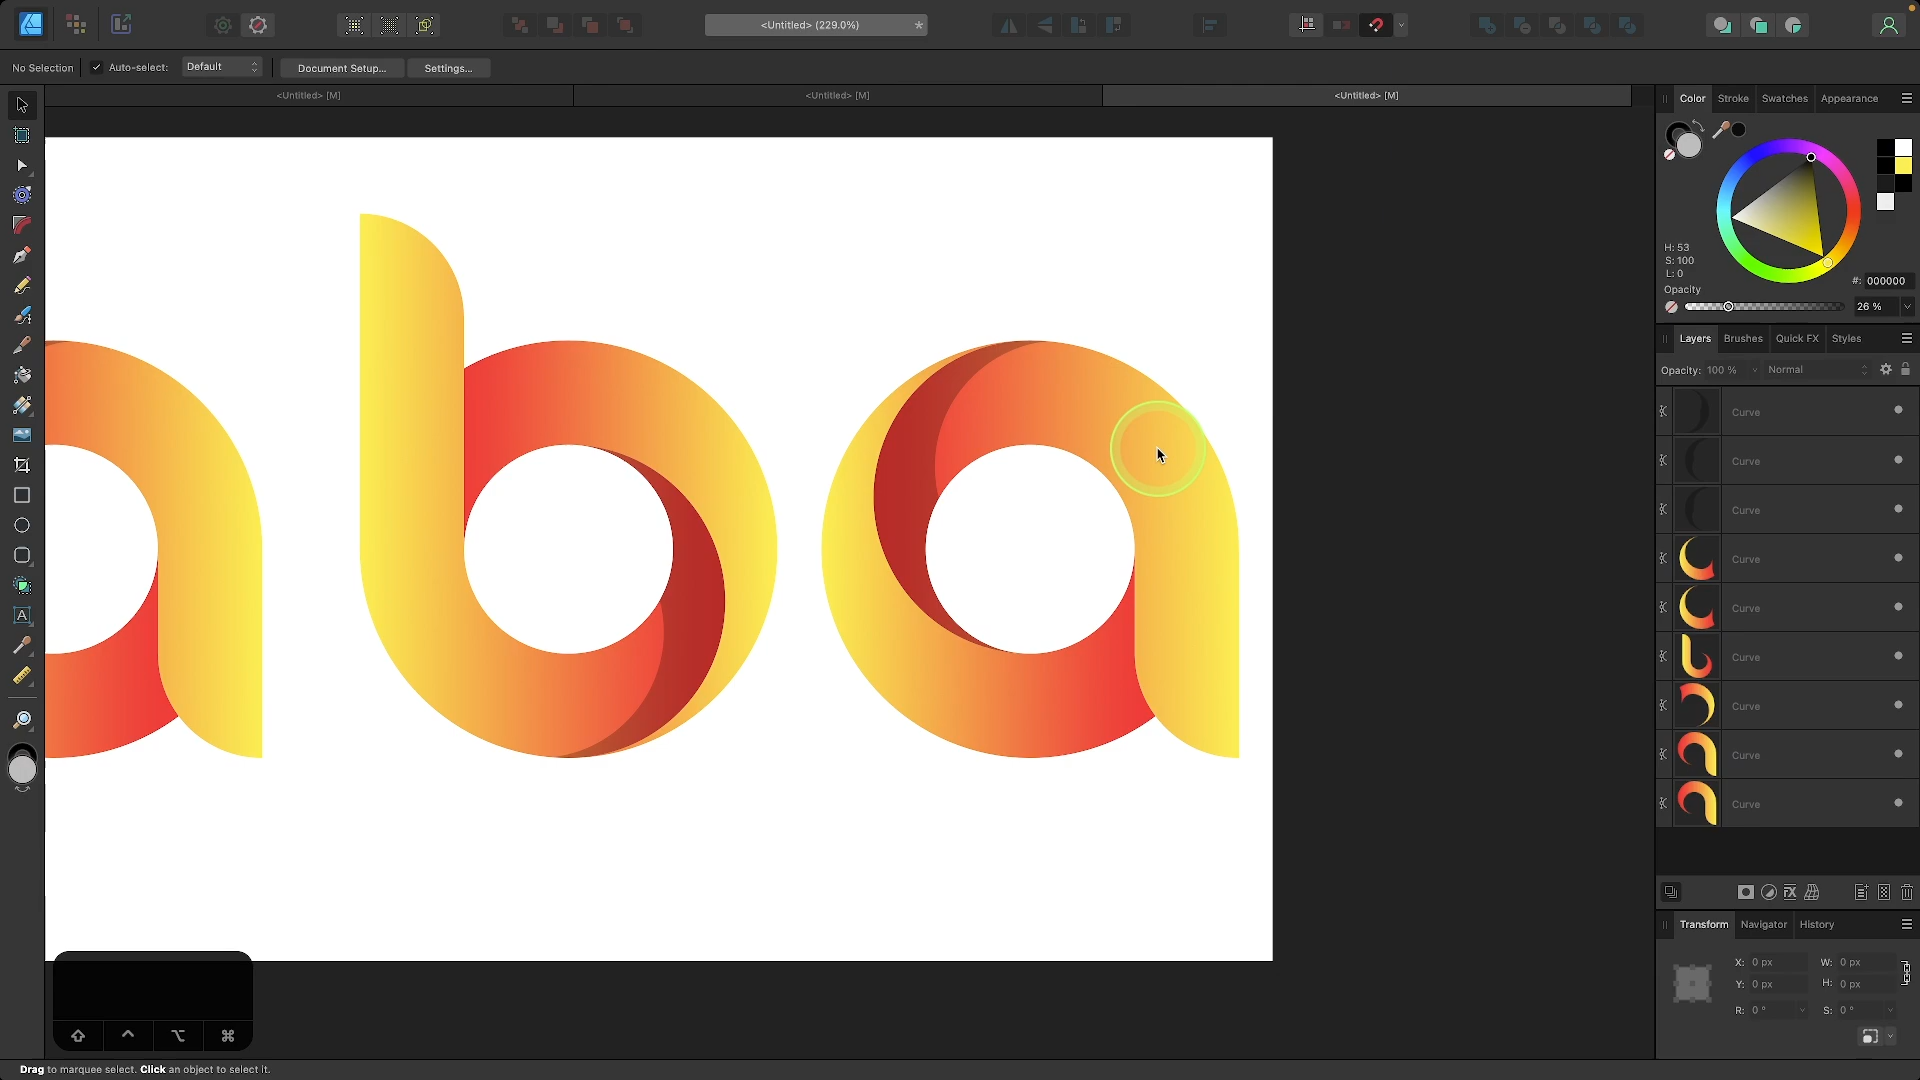 <Untitled> (229.0%)
*
No Selection
Auto-select:
Default
Document Setup...
Settings...
<Untitled> [M]
<Untitled> [M]
<Untitled> [M]
Color
Stroke
Swatches
Appearance
H: 53
S: 100
L: 0
#: 000000
Opacity
26 %
Layers
Brushes
Quick FX
Styles
Opacity: 100 %
Normal
Curve
Curve
Curve
Curve
Curve
Curve
Curve
Curve
Curve
ba
Transform
Navigator
History
X: 0 px
W: 0 px
Y: 0 px
H: 0 px
R: 0 °
S: 0 °
Drag to marquee select. Click an object to select it.